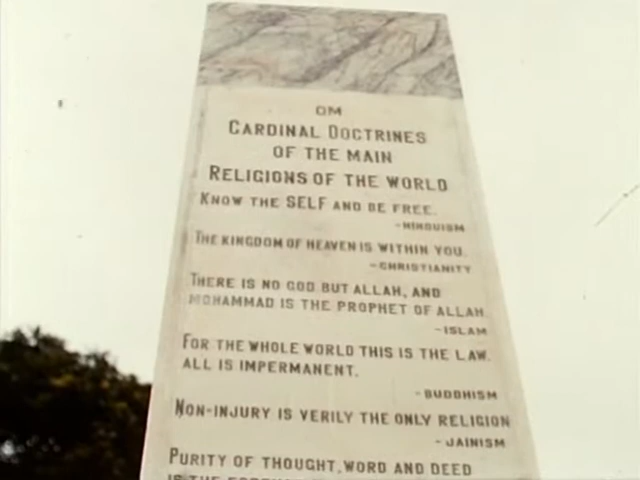 OM
CARDINAL DOCTRINES
OF THE MAIN
RELIGIONS OF THE WORLD
KNOW THE SELF AND BE FREE.
-HINDUISM
THE KINGDOM OF HEAVEN IS WITHIN YOU.
-CHRISTIANITY
THERE IS NO GOD BUT ALLAH, AND
MOHAMMAD IS THE PROPHET OF ALLAH.
-ISLAM
FOR THE WHOLE WORLD THIS IS THE LAW.
ALL IS IMPERMANENT.
-BUDDHISM
NON-INJURY IS VERILY THE ONLY RELIGION
-JAINISM
PURITY OF THOUGHT, WORD AND DEED
IS THE